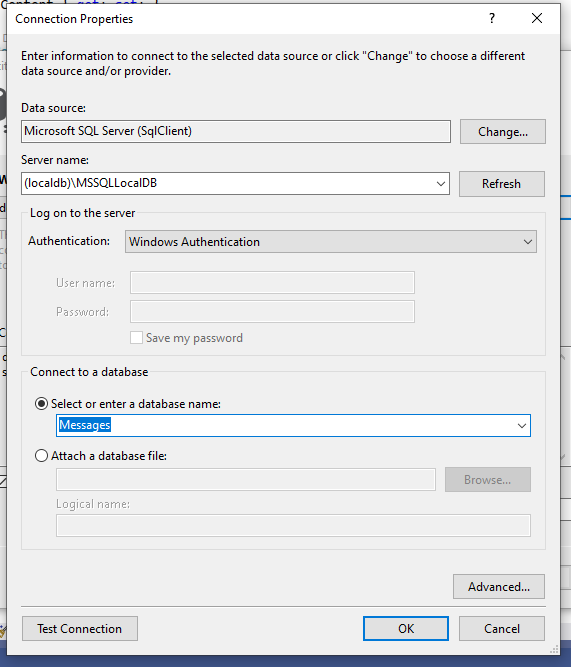 Content { get; set; }
Connection Properties
?
Enter information to connect to the selected data source or click "Change" to choose a different
data source and/or provider.
Data source:
Microsoft SQL Server (SqlClient)
Change...
Server name:
(localdb)\MSSQLLocalDB
Refresh
Log on to the server
Authentication:
Windows Authentication
User name:
Password:
Save my password
Connect to a database
Select or enter a database name:
Messages
Attach a database file:
Browse...
Logical name:
Advanced...
Test Connection
OK
Cancel